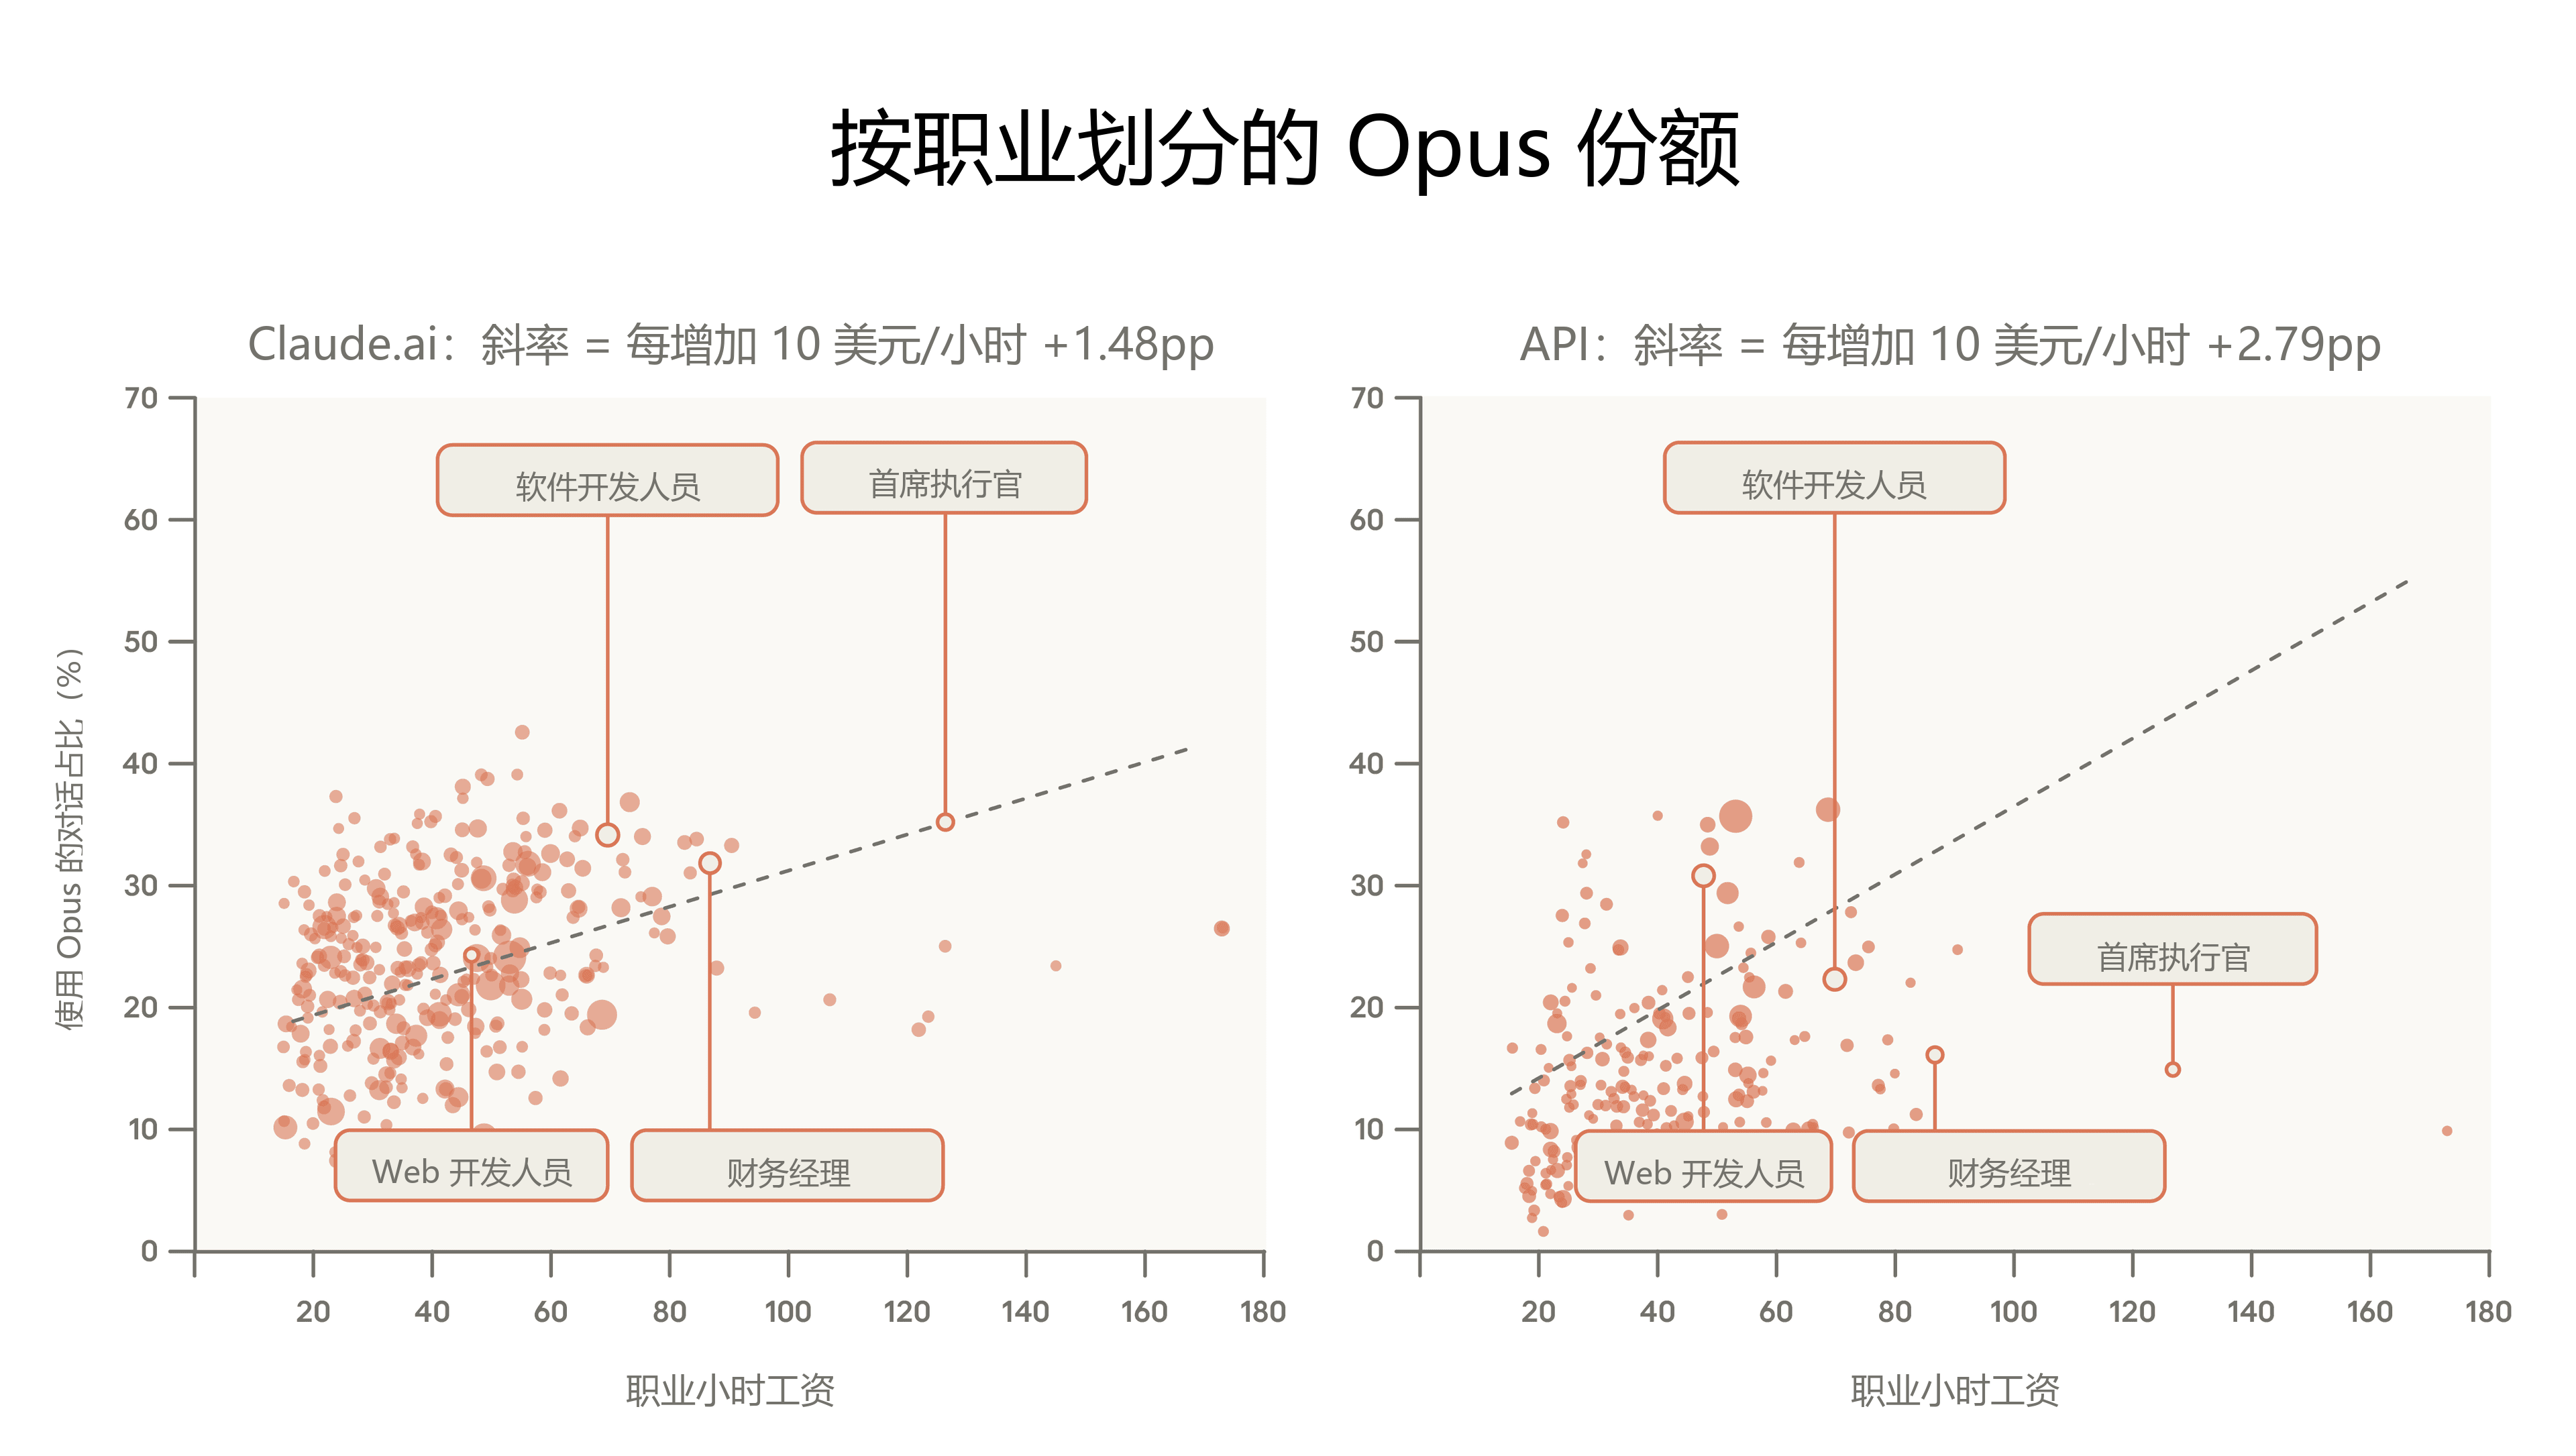 按职业划分的 Opus 份额
Claude.ai：斜率 = 每增加 10 美元/小时 +1.48pp
使用 Opus 的对话占比（%）
70
60
50
40
30
20
10
0
软件开发人员
首席执行官
Web 开发人员
财务经理
20 40 60 80 100 120 140 160 180
职业小时工资
API：斜率 = 每增加 10 美元/小时 +2.79pp
70
60
50
40
30
20
10
0
软件开发人员
首席执行官
Web 开发人员
财务经理
20 40 60 80 100 120 140 160 180
职业小时工资